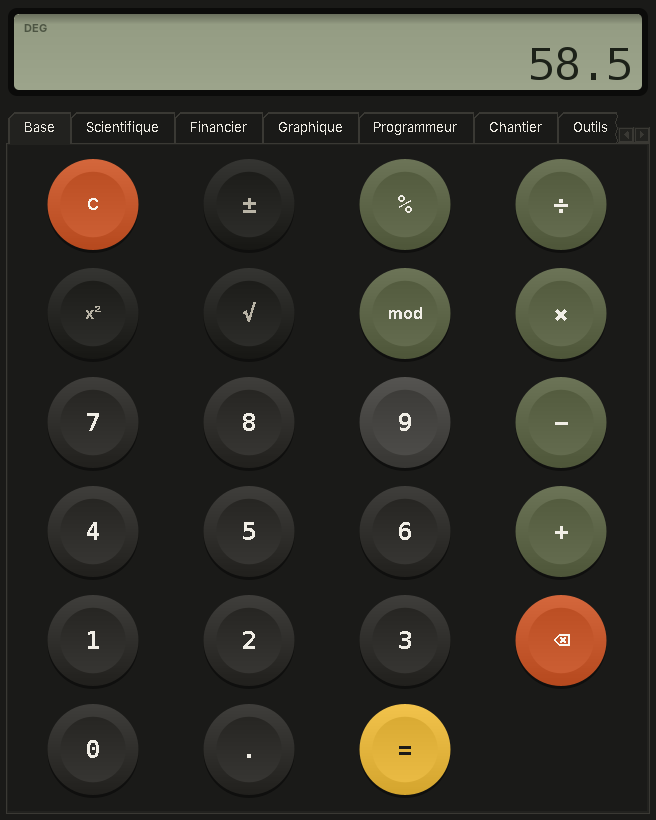 DEG
58.5
Base Scientifique Financier Graphique Programmeur Chantier Outils
C ± % ÷
x² √ mod ×
7 8 9 −
4 5 6 +
1 2 3 ⌫
0 . =